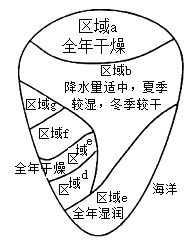 区域a
全年干燥
区域b
降水量适中，夏季
较湿，冬季较干
区域g
区域f
区域e
全年干燥
区域d
区域e
全年湿润
海洋